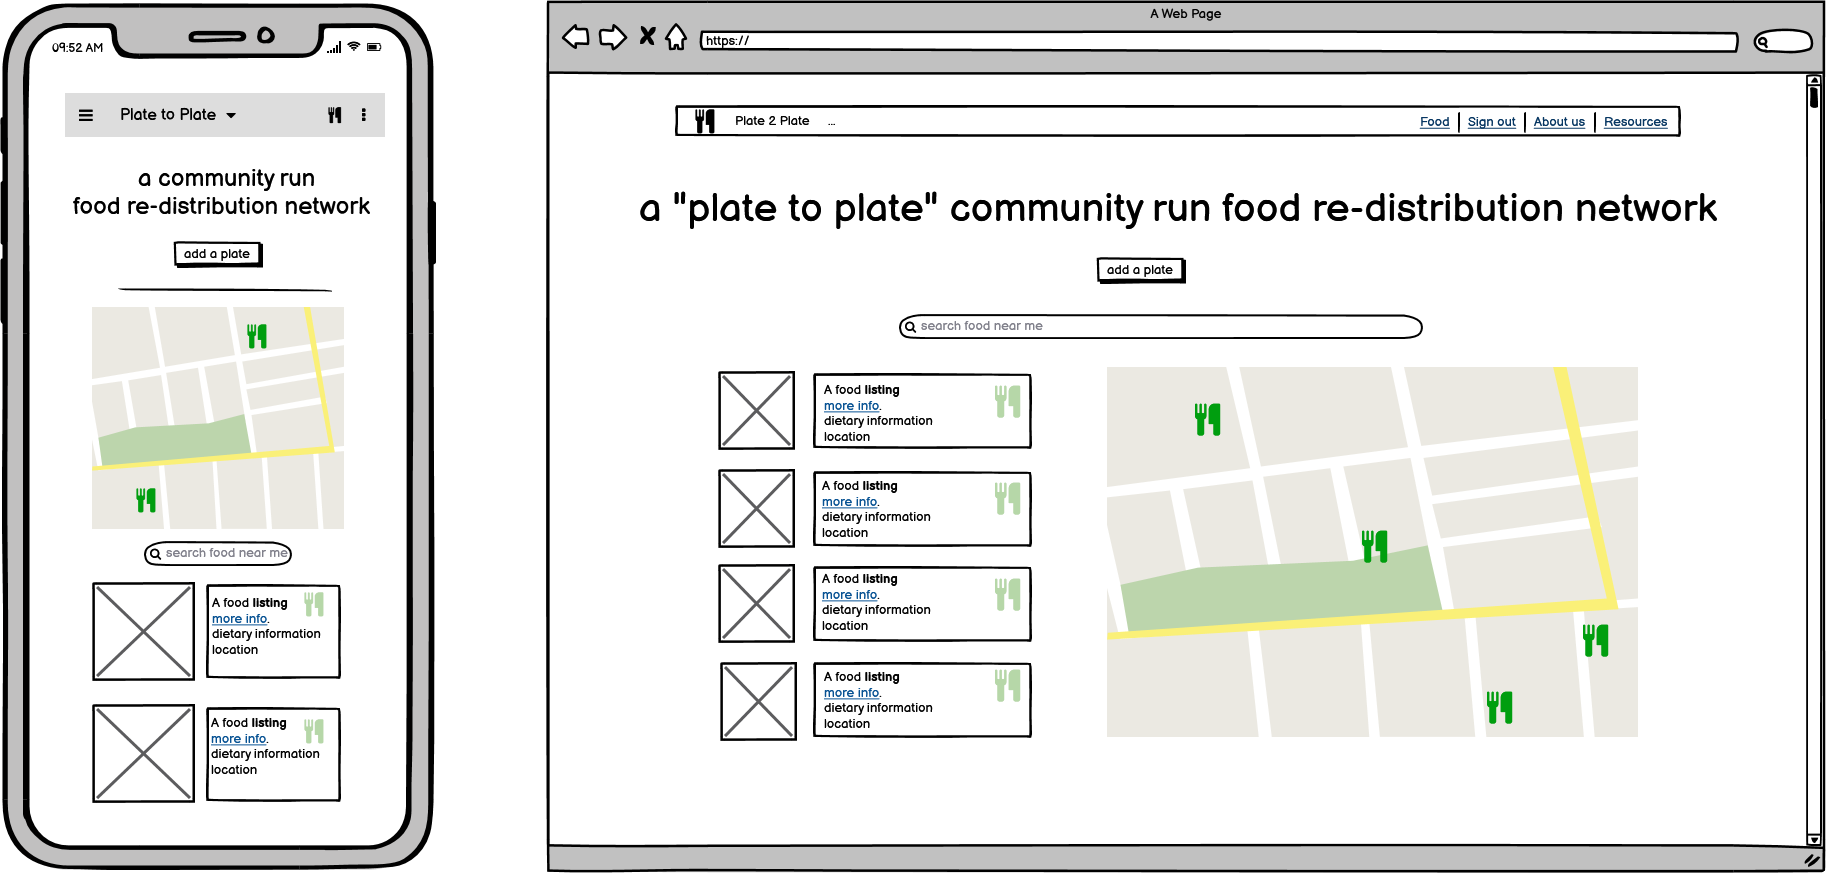 09:52 AM
Plate to Plate
a community run
food re-distribution network
add a plate
search food near me
A food listing
more info.
dietary information
location
A food listing
more info.
dietary information
location
A Web Page
https://
Plate 2 Plate ...
Food
Sign out
About us
Resources
a "plate to plate" community run food re-distribution network
add a plate
search food near me
A food listing
more info.
dietary information
location
A food listing
more info.
dietary information
location
A food listing
more info.
dietary information
location
A food listing
more info.
dietary information
location